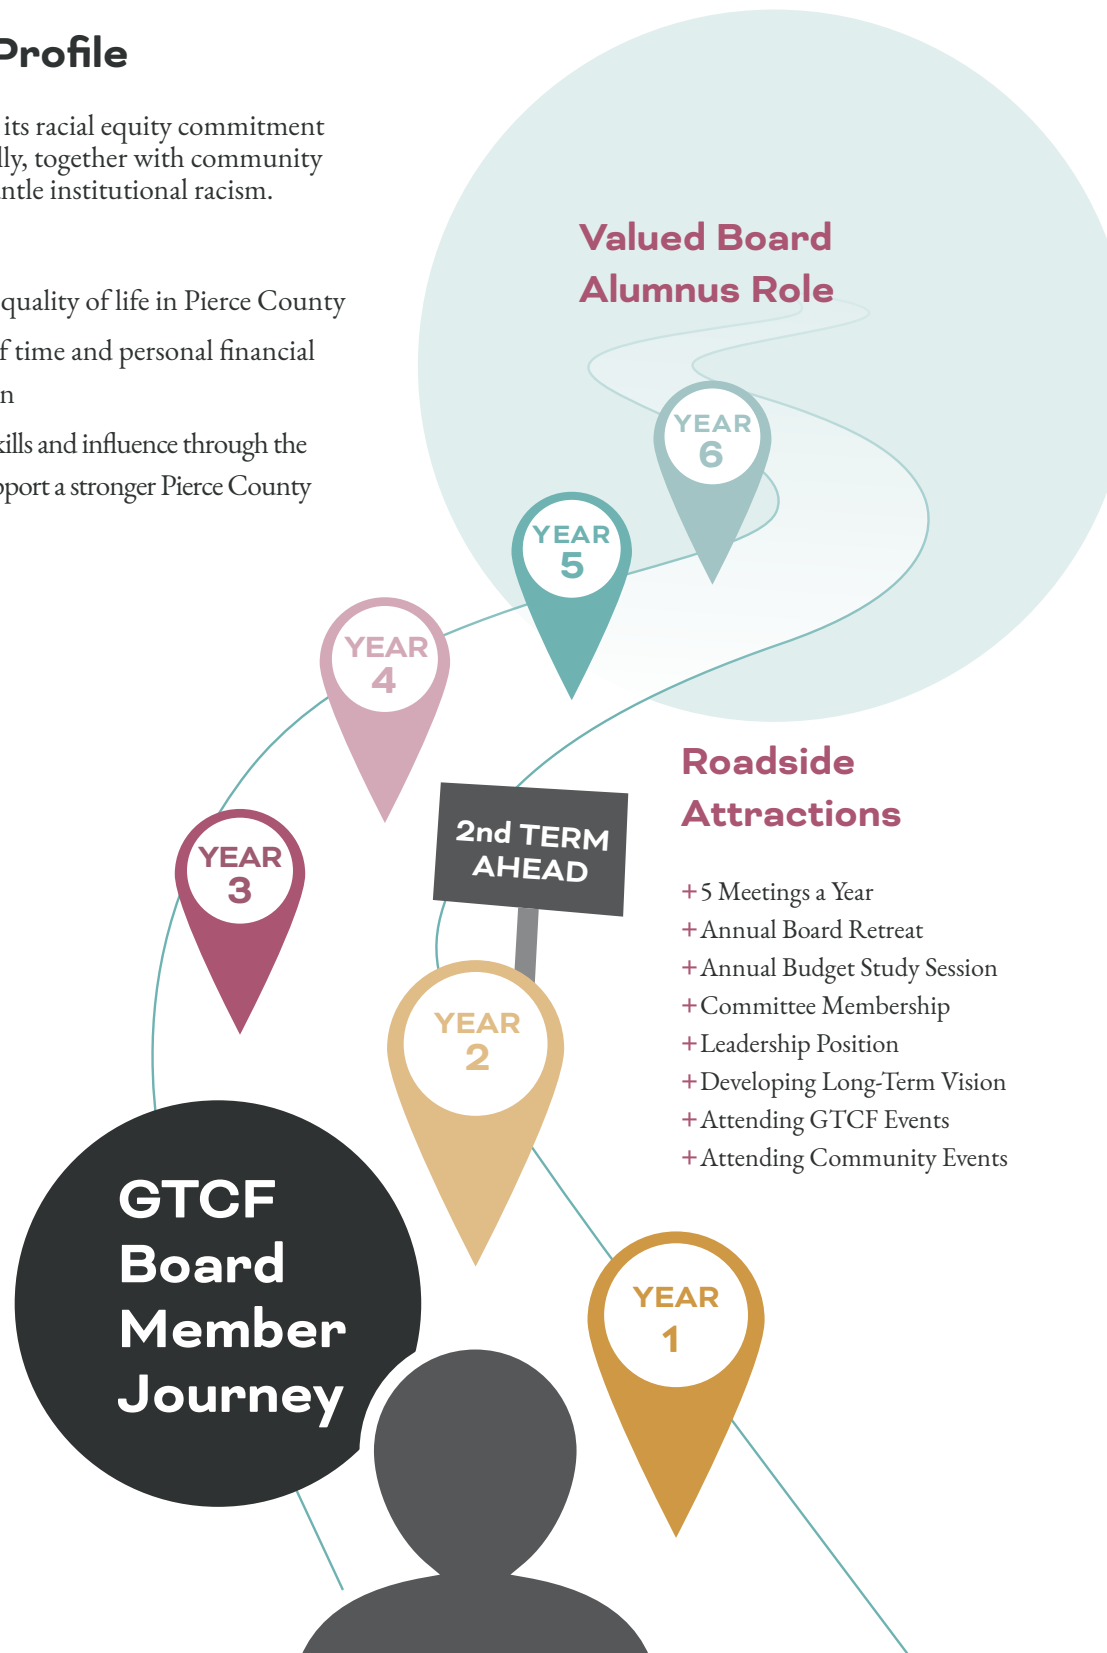 Profile
its racial equity commitment
together with community
institutional racism.
quality of life in Pierce County
time and personal financial
and influence through the
a stronger Pierce County
Valued Board
Alumnus Role
YEAR
6
YEAR
5
YEAR
4
YEAR
3
2nd TERM
AHEAD
YEAR
2
YEAR
1
Roadside
Attractions
+5 Meetings a Year
+Annual Board Retreat
+Annual Budget Study Session
+Committee Membership
+Leadership Position
+Developing Long-Term Vision
+Attending GTCF Events
+Attending Community Events
GTCF
Board
Member
Journey